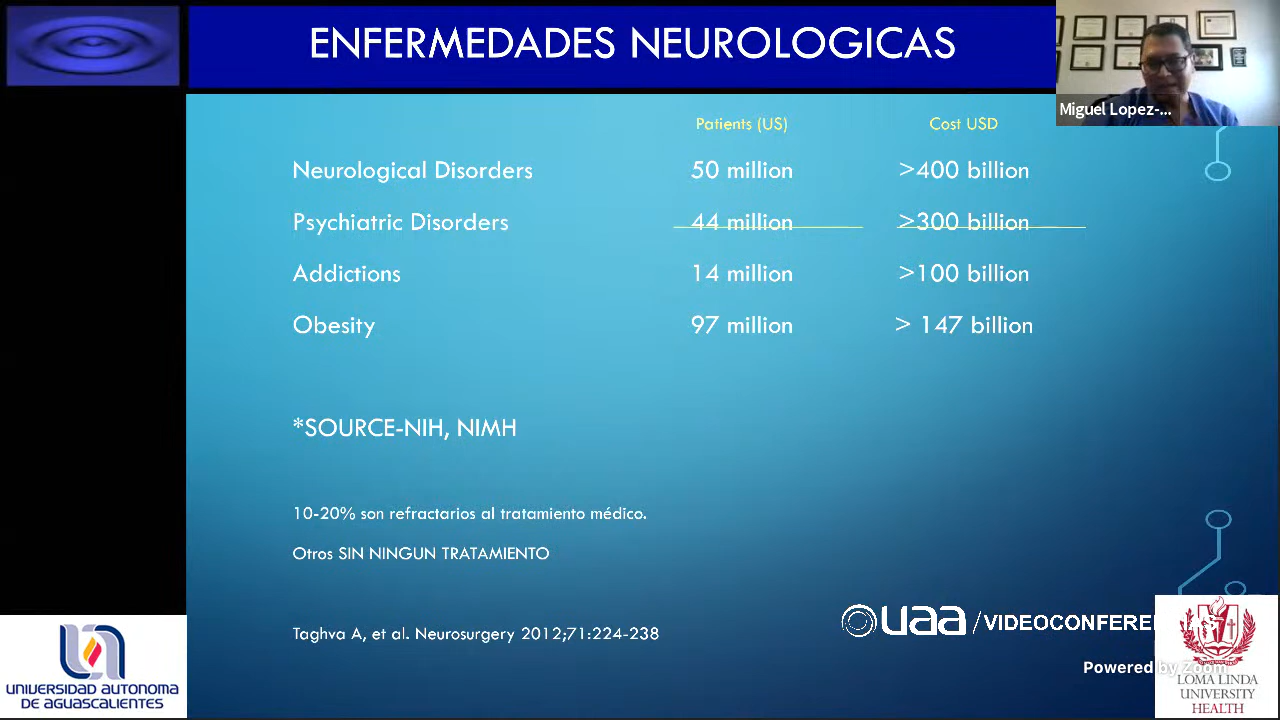 ENFERMEDADES NEUROLOGICAS
Miguel Lopez-...
Patients (US) Cost USD
Neurological Disorders 50 million >400 billion
Psychiatric Disorders 44 million >300 billion
Addictions 14 million >100 billion
Obesity 97 million > 147 billion
*SOURCE-NIH, NIMH
10-20% son refractarios al tratamiento médico.
Otros SIN NINGUN TRATAMIENTO
Taghva A, et al. Neurosurgery 2012;71:224-238
uaa /VIDEOCONFERENCIAS
Powered by Zoom
UNIVERSIDAD AUTONOMA
DE AGUASCALIENTES
LOMA LINDA
UNIVERSITY
HEALTH